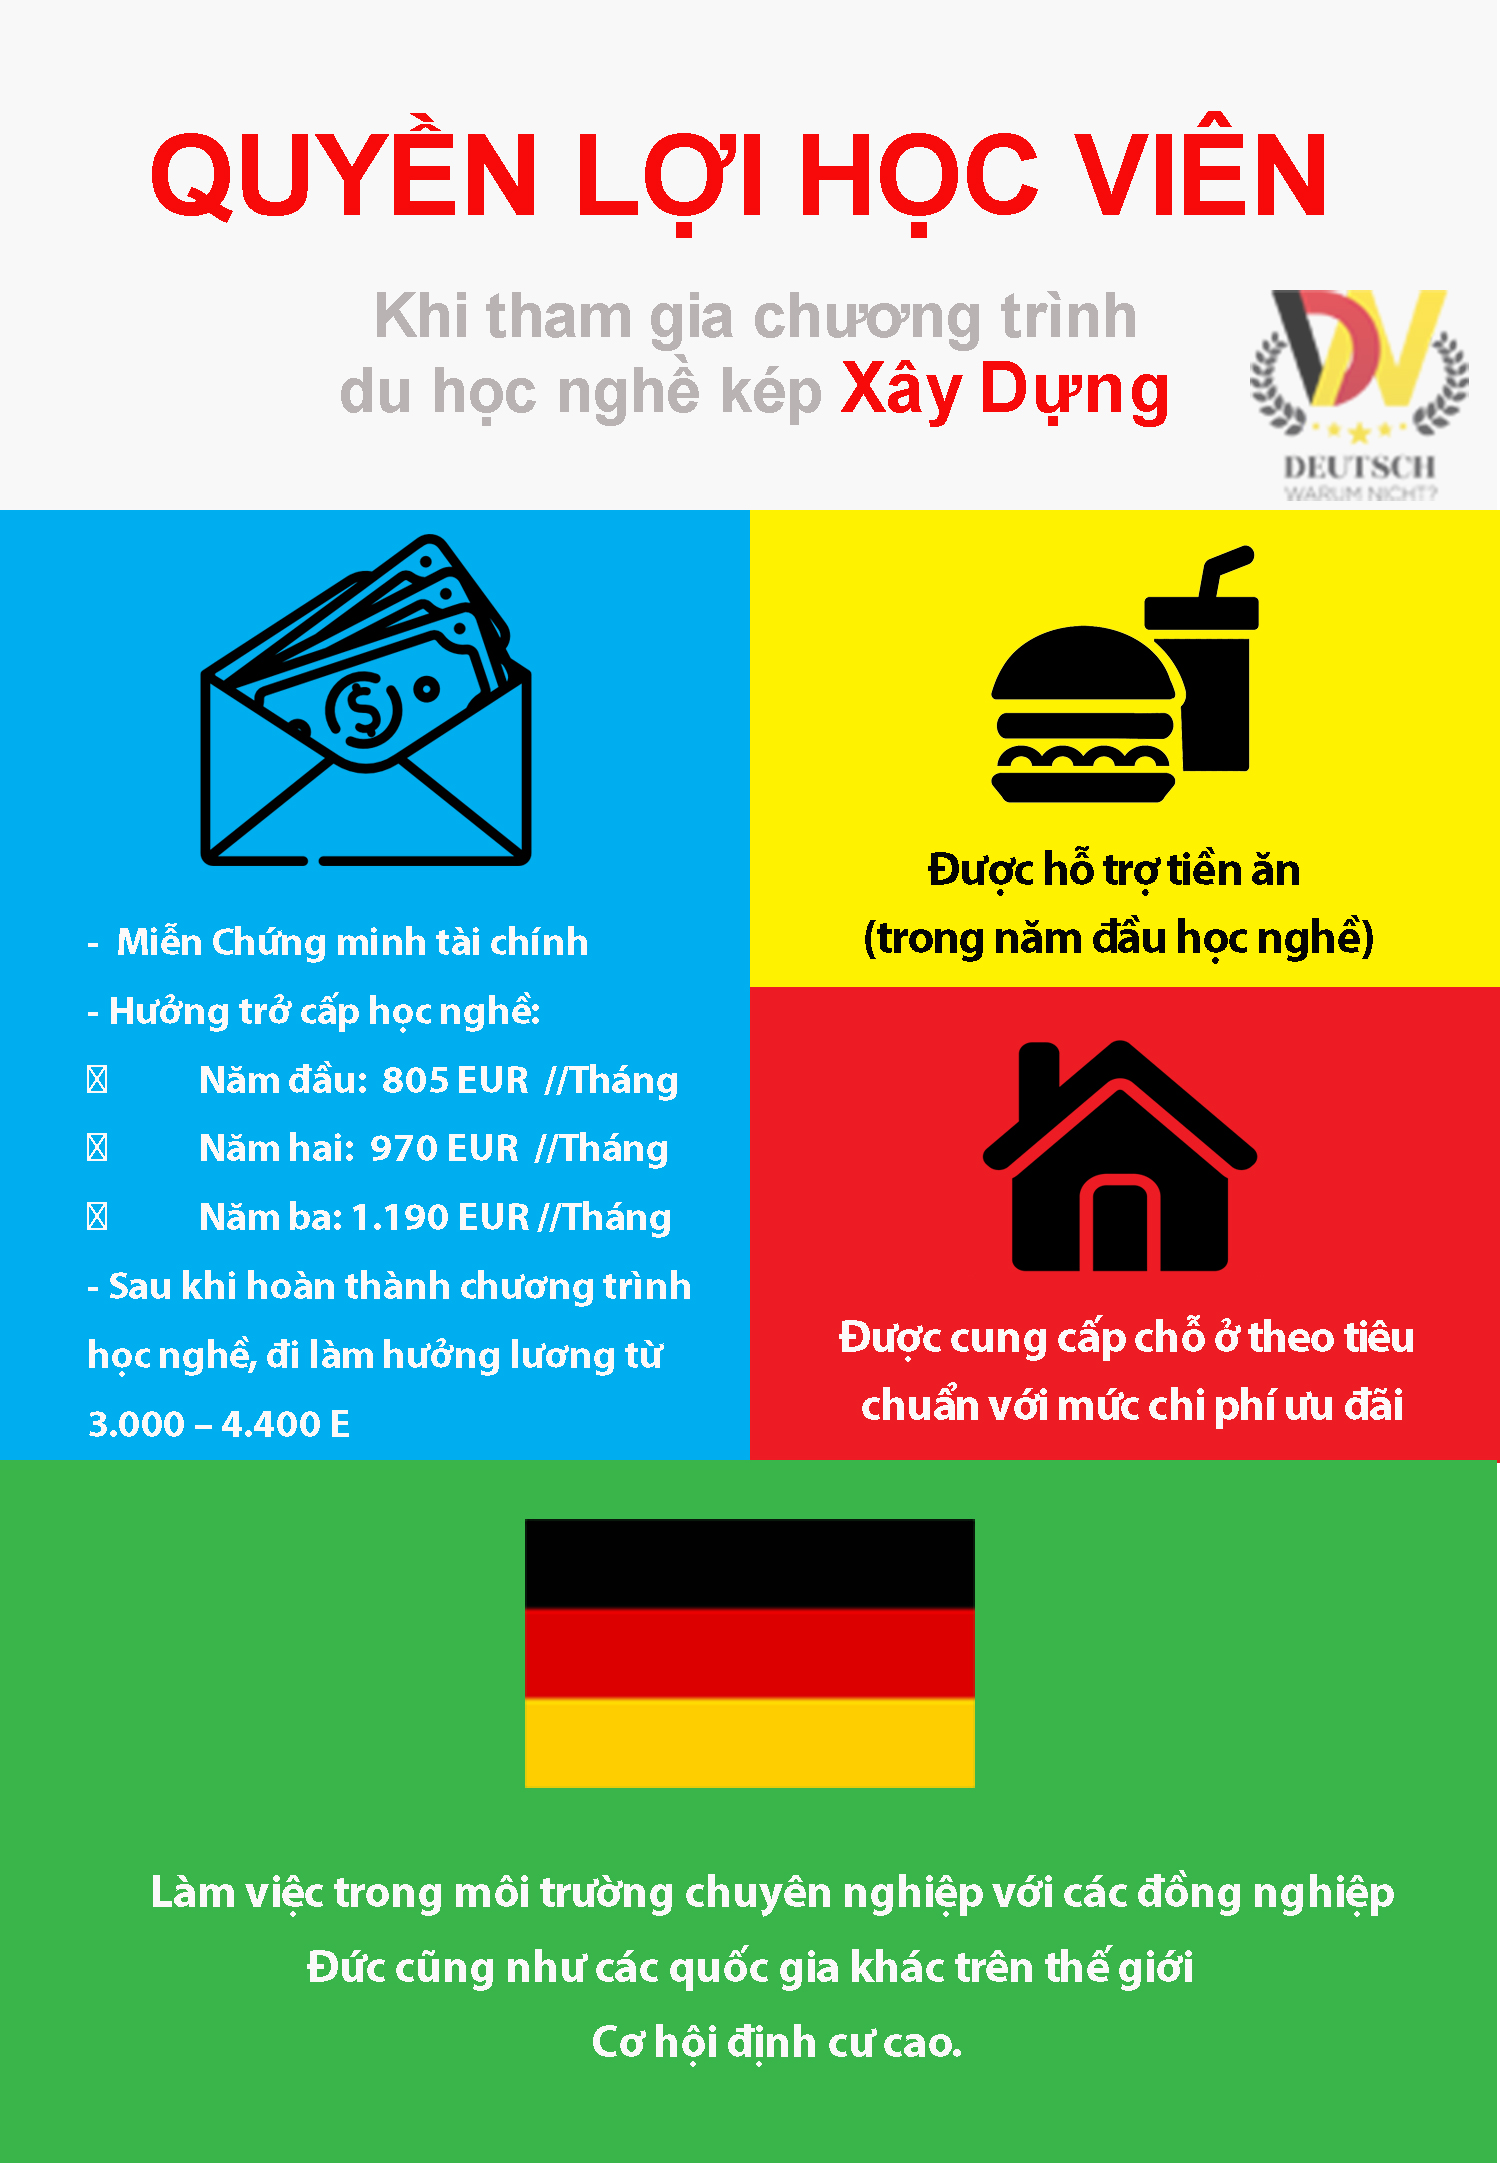 QUYỀN LỢI HỌC VIÊN
Khi tham gia chương trình
du học nghề kép Xây Dựng
DEUTSCH
WARUM NICHT?
- Miễn Chứng minh tài chính
- Hưởng trở cấp học nghề:
Năm đầu: 805 EUR //Tháng
Năm hai: 970 EUR //Tháng
Năm ba: 1.190 EUR //Tháng
- Sau khi hoàn thành chương trình
học nghề, đi làm hưởng lương từ
3.000 – 4.400 E
Được hỗ trợ tiền ăn
(trong năm đầu học nghề)
Được cung cấp chỗ ở theo tiêu
chuẩn với mức chi phí ưu đãi
Làm việc trong môi trường chuyên nghiệp với các đồng nghiệp
Đức cũng như các quốc gia khác trên thế giới
Cơ hội định cư cao.